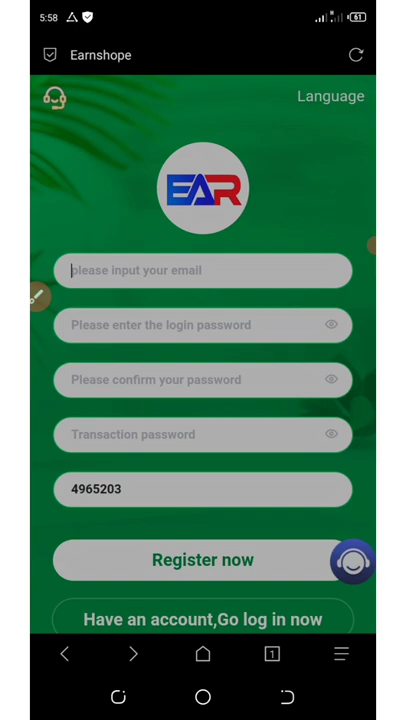 5:58
61
Earnshope
Language
EAR
please input your email
Please enter the login password
Please confirm your password
Transaction password
4965203
Register now
Have an account,Go log in now
1